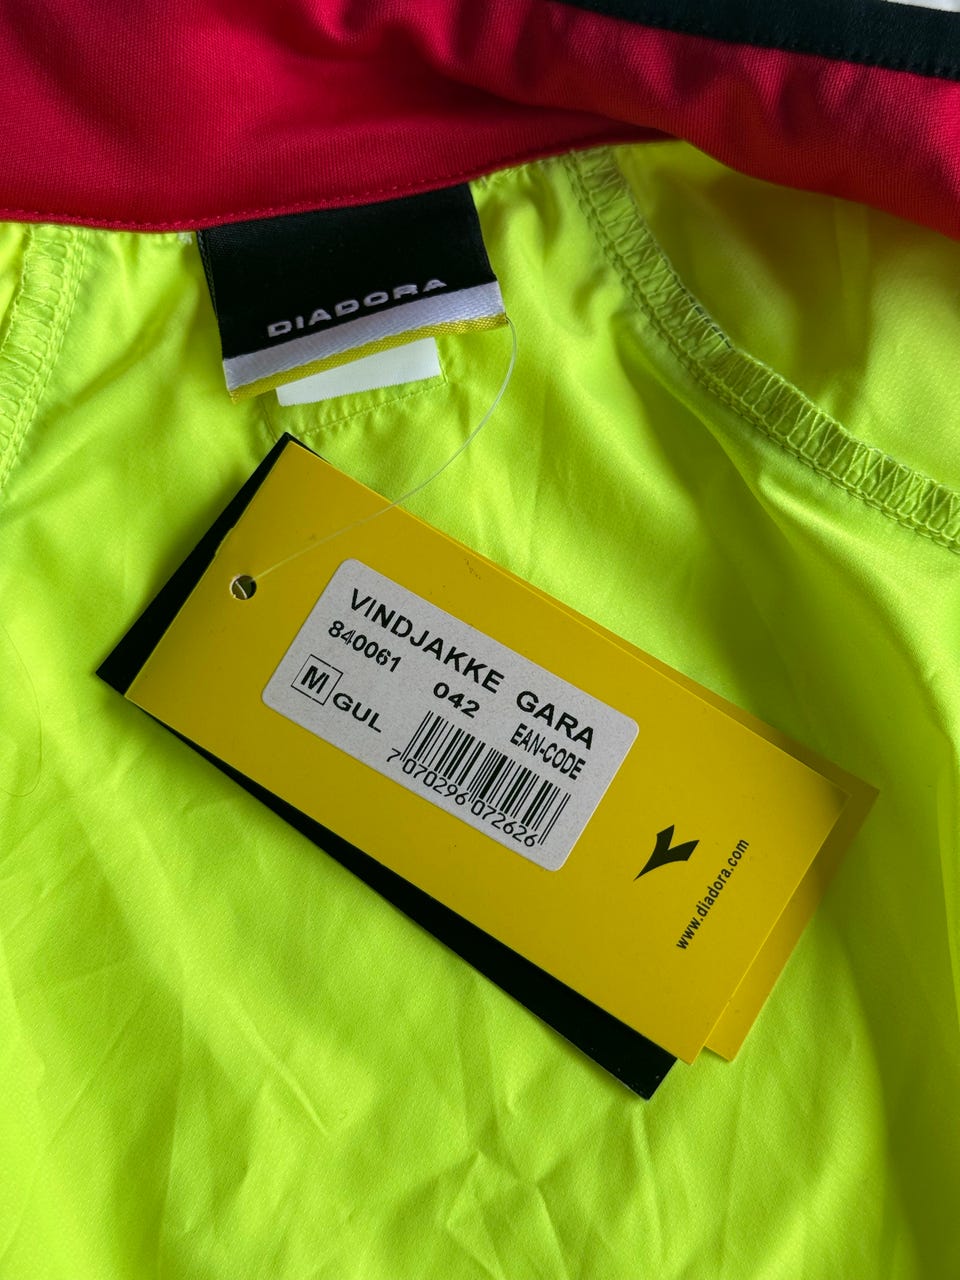 DIADORA
VINDJAKKE GARA
840061 042 EAN-CODE
M GUL
7 070296 072626
www.diadora.com